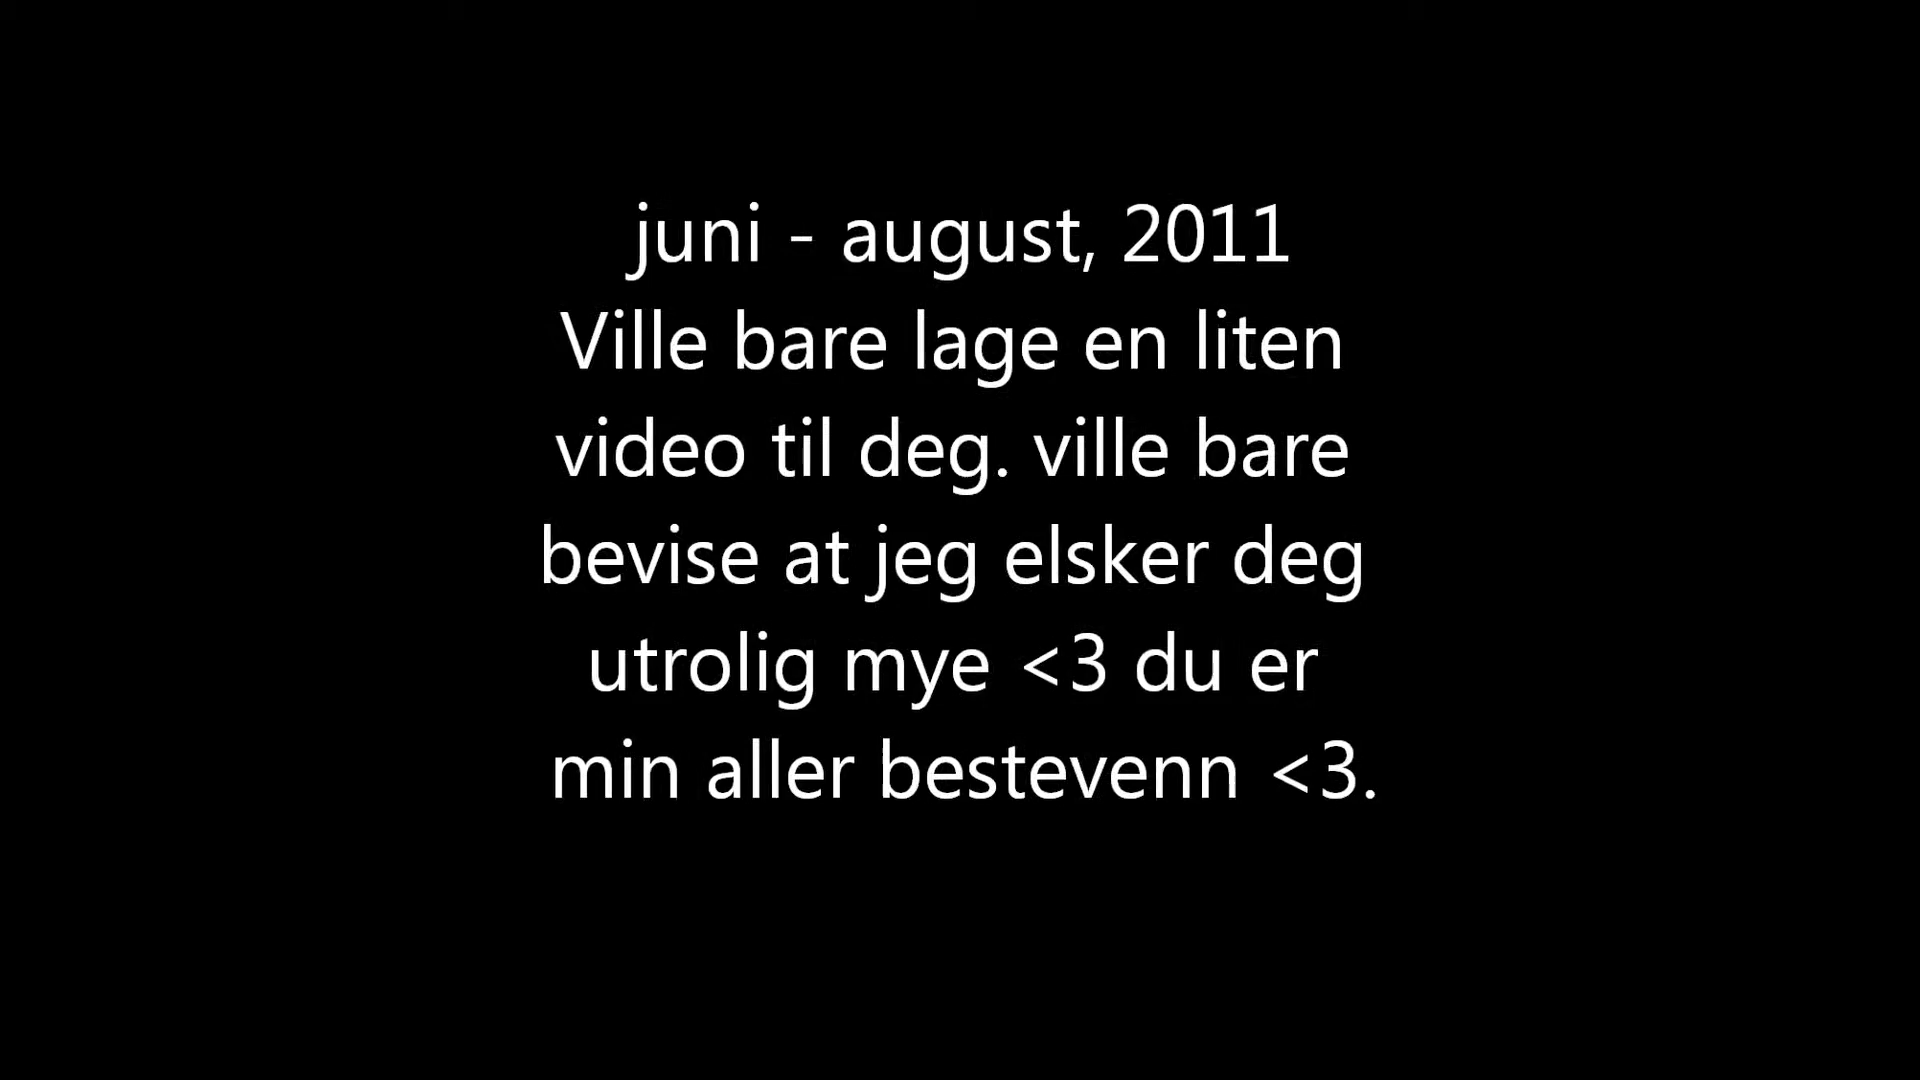 juni - august, 2011
Ville bare lage en liten
video til deg. ville bare
bevise at jeg elsker deg
utrolig mye <3 du er
min aller bestevenn <3.